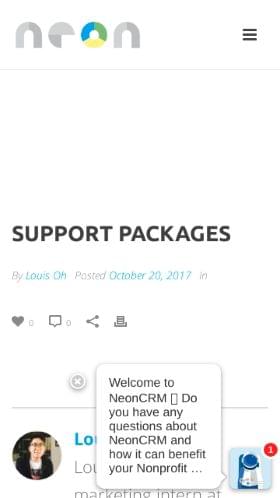 neon
SUPPORT PACKAGES
By Louis Oh Posted October 20, 2017 In
0 0
Welcome to
NeonCRM ▯ Do
you have any
questions about
NeonCRM and
how it can benefit
your Nonprofit ...
1
Lou
Lou
marketing intern at